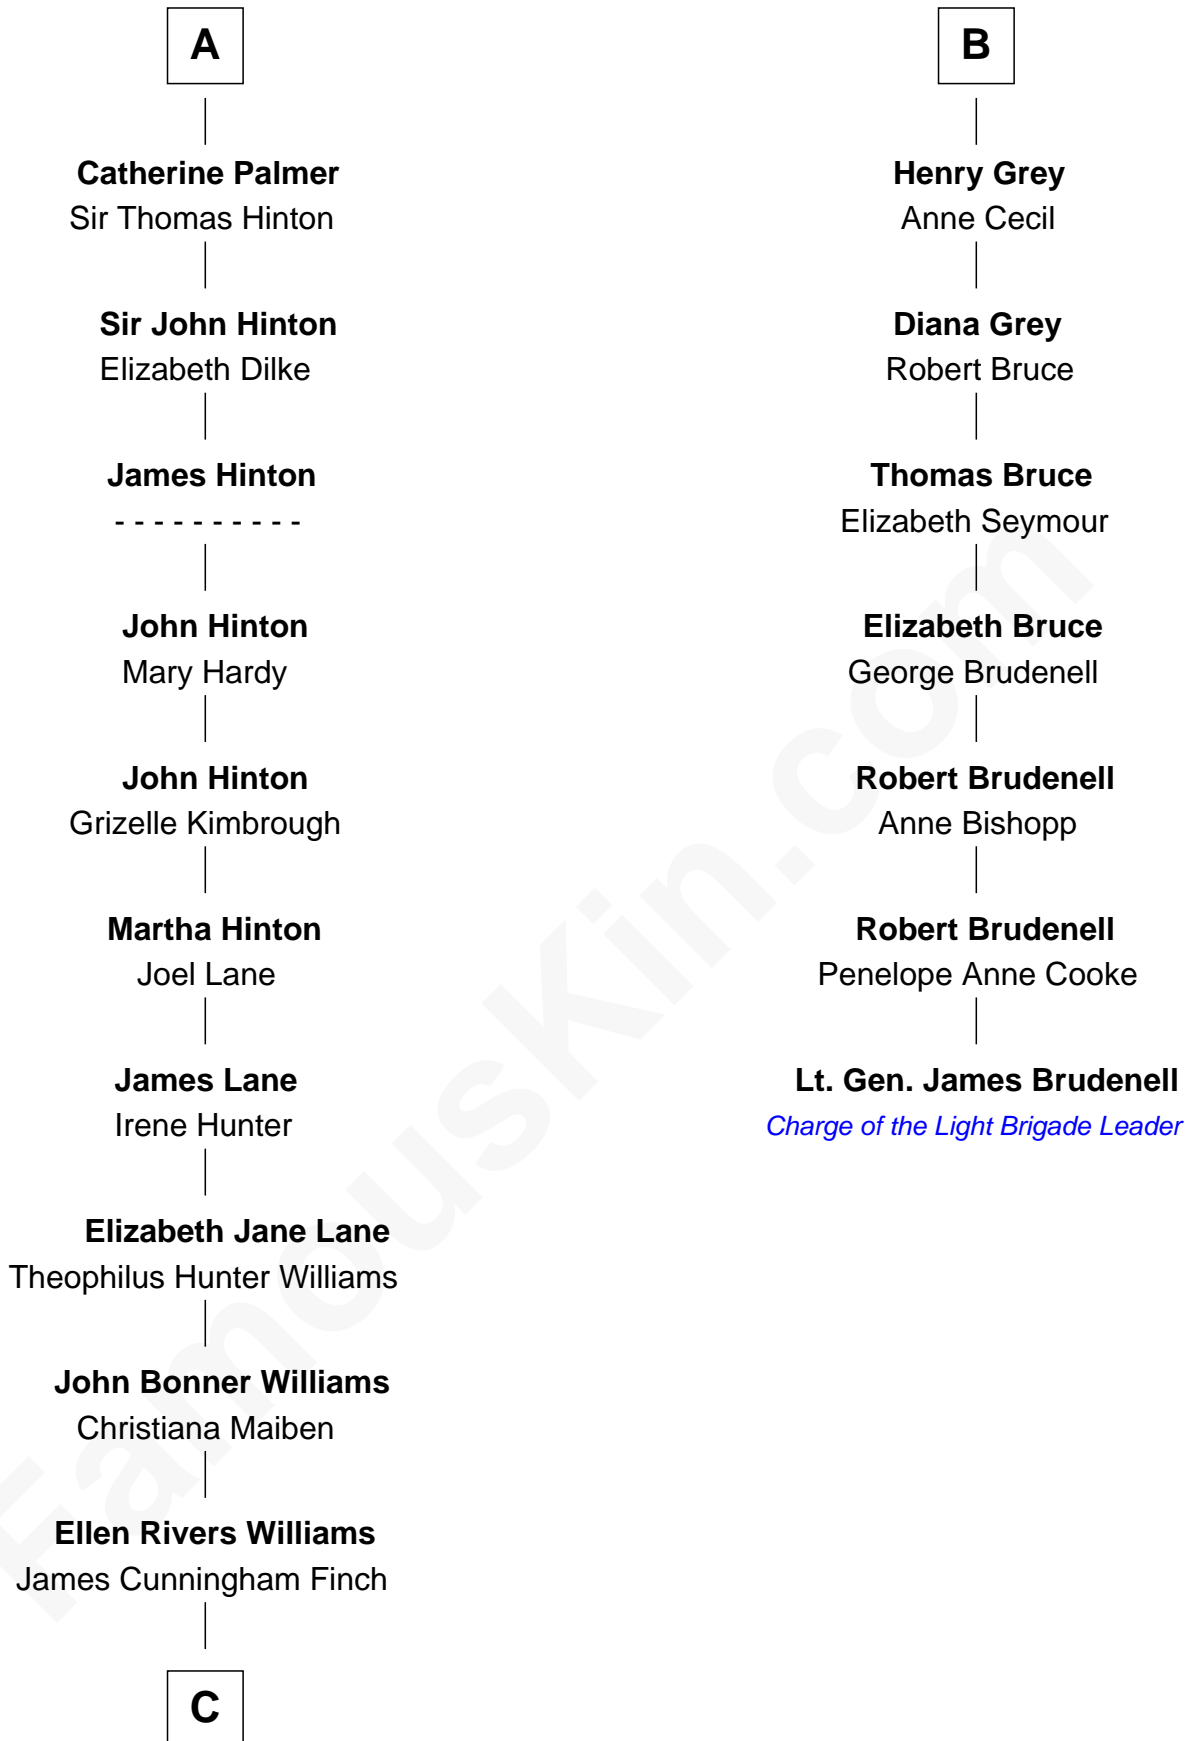 A
Catherine Palmer
Sir Thomas Hinton
Sir John Hinton
Elizabeth Dilke
James Hinton
- - - - - - - - - -
John Hinton
Mary Hardy
John Hinton
Grizelle Kimbrough
Martha Hinton
Joel Lane
James Lane
Irene Hunter
Elizabeth Jane Lane
Theophilus Hunter Williams
John Bonner Williams
Christiana Maiben
Ellen Rivers Williams
James Cunningham Finch
C
B
Henry Grey
Anne Cecil
Diana Grey
Robert Bruce
Thomas Bruce
Elizabeth Seymour
Elizabeth Bruce
George Brudenell
Robert Brudenell
Anne Bishopp
Robert Brudenell
Penelope Anne Cooke
Lt. Gen. James Brudenell
Charge of the Light Brigade Leader
FamousKin.com